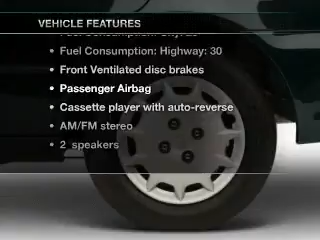 VEHICLE FEATURES
• Fuel Consumption: Highway: 30
• Front Ventilated disc brakes
• Passenger Airbag
• Cassette player with auto-reverse
• AM/FM stereo
• 2 speakers